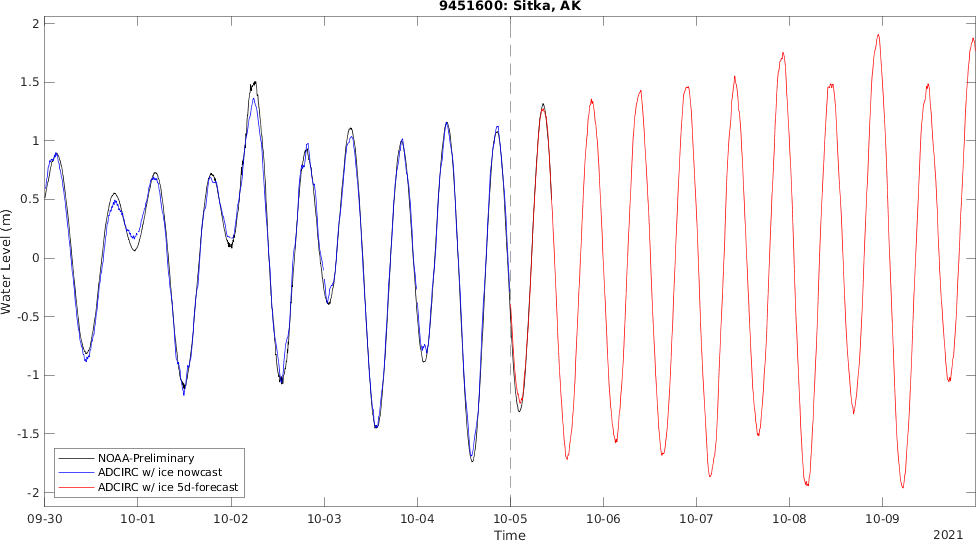 9451600: Sitka, AK
Water Level (m)
2
1.5
1
0.5
0
-0.5
-1
-1.5
-2
NOAA-Preliminary
ADCIRC w/ ice nowcast
ADCIRC w/ ice 5d-forecast
09-30 10-01 10-02 10-03 10-04 10-05 10-06 10-07 10-08 10-09
Time
2021